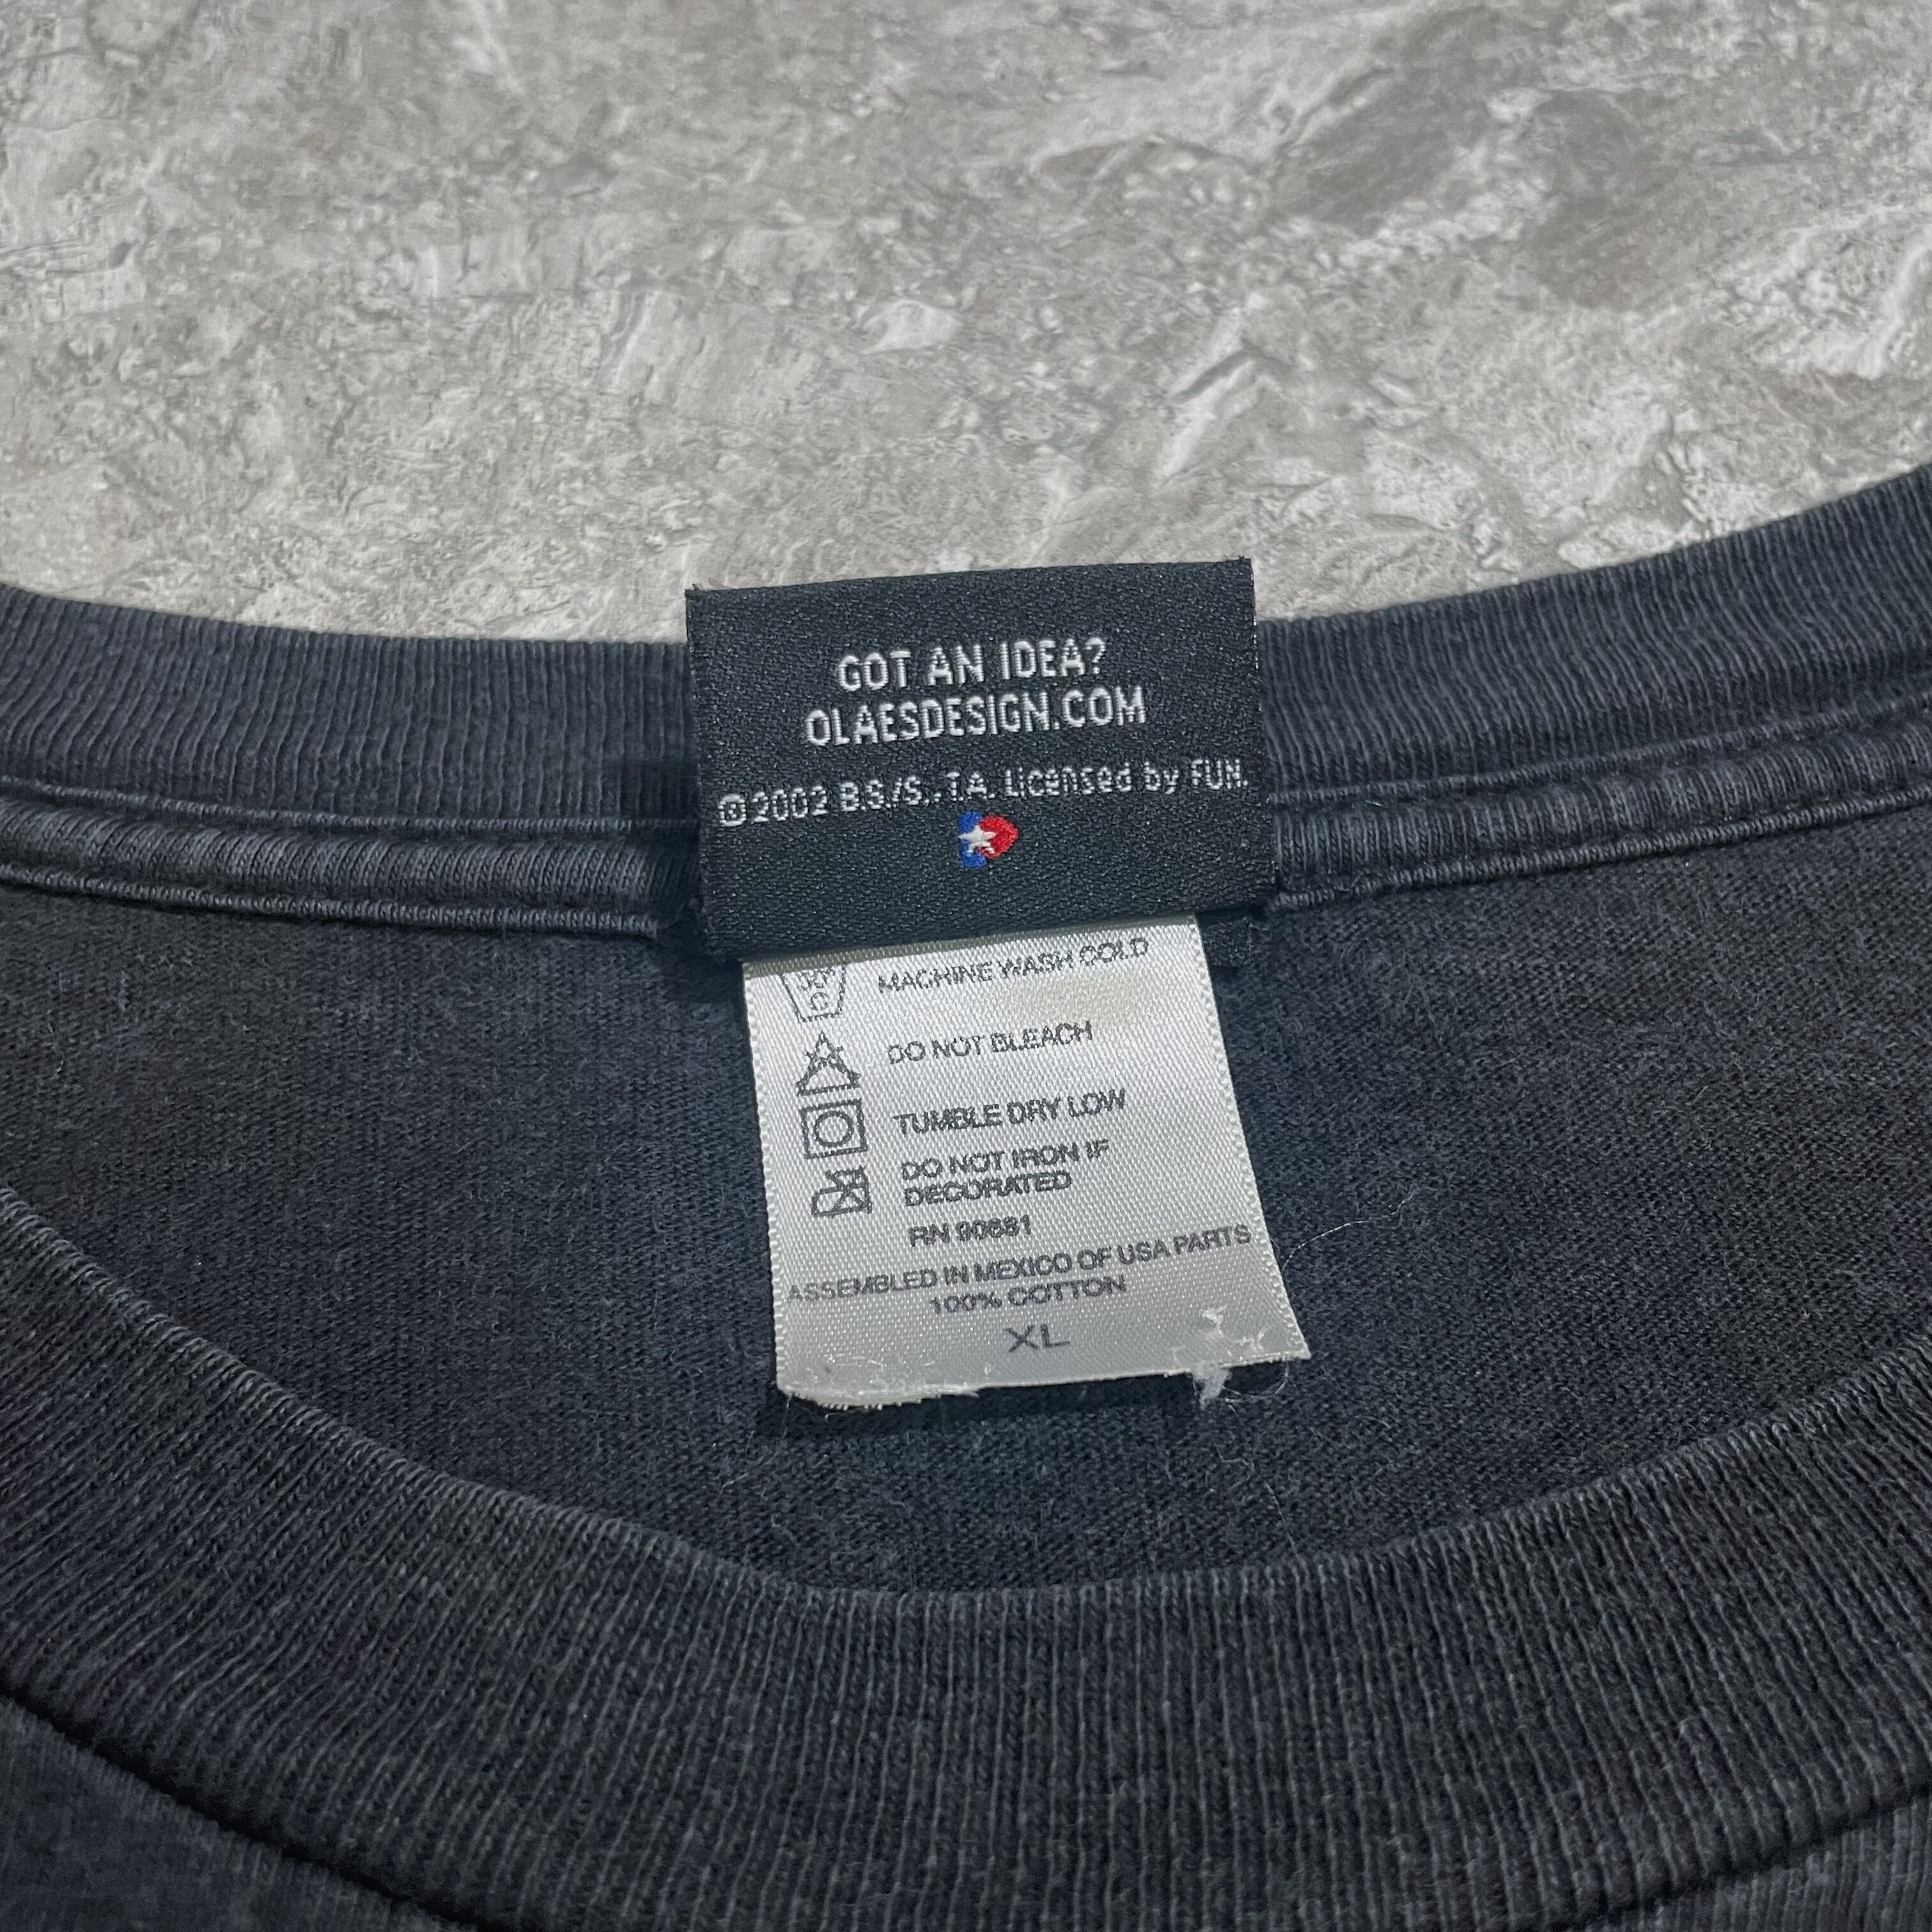 GOT AN IDEA?
OLAESDESIGN.COM
©2002 B.S./S., T.A. Licensed by FUN.
MACHINE WASH COLD
DO NOT BLEACH
TUMBLE DRY LOW
DO NOT IRON IF
DECORATED
RN 90681
ASSEMBLED IN MEXICO OF USA PARTS
100% COTTON
XL